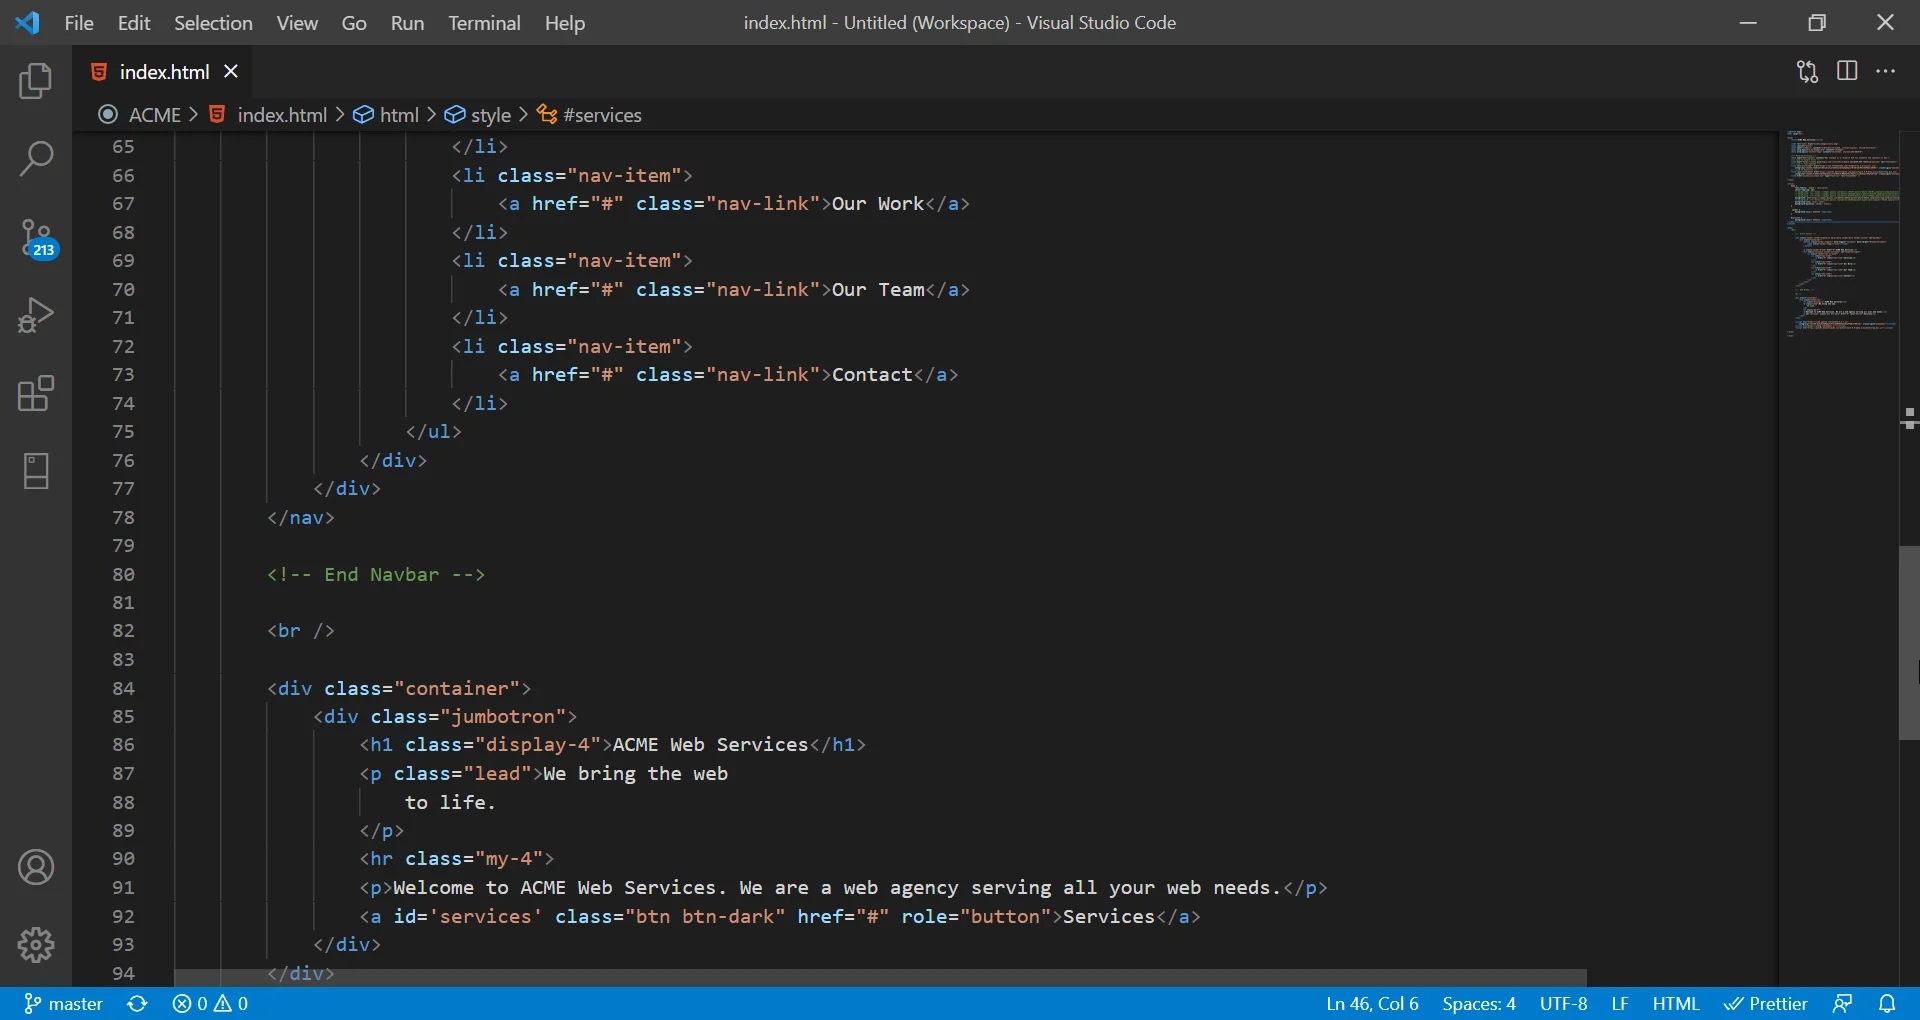 File Edit Selection View Go Run Terminal Help index.html - Untitled (Workspace) - Visual Studio Code
index.html
ACME > index.html > html > style > #services
65 </li>
66 <li class="nav-item">
67 <a href="#" class="nav-link">Our Work</a>
68 </li>
69 <li class="nav-item">
70 <a href="#" class="nav-link">Our Team</a>
71 </li>
72 <li class="nav-item">
73 <a href="#" class="nav-link">Contact</a>
74 </li>
75 </ul>
76 </div>
77 </div>
78 </nav>
79
80 <!-- End Navbar -->
81
82 <br />
83
84 <div class="container">
85 <div class="jumbotron">
86 <h1 class="display-4">ACME Web Services</h1>
87 <p class="lead">We bring the web
88 to life.
89 </p>
90 <hr class="my-4">
91 <p>Welcome to ACME Web Services. We are a web agency serving all your web needs.</p>
92 <a id='services' class="btn btn-dark" href="#" role="button">Services</a>
93 </div>
94 </div>
213
master 0 0 Ln 46, Col 6 Spaces: 4 UTF-8 LF HTML Prettier